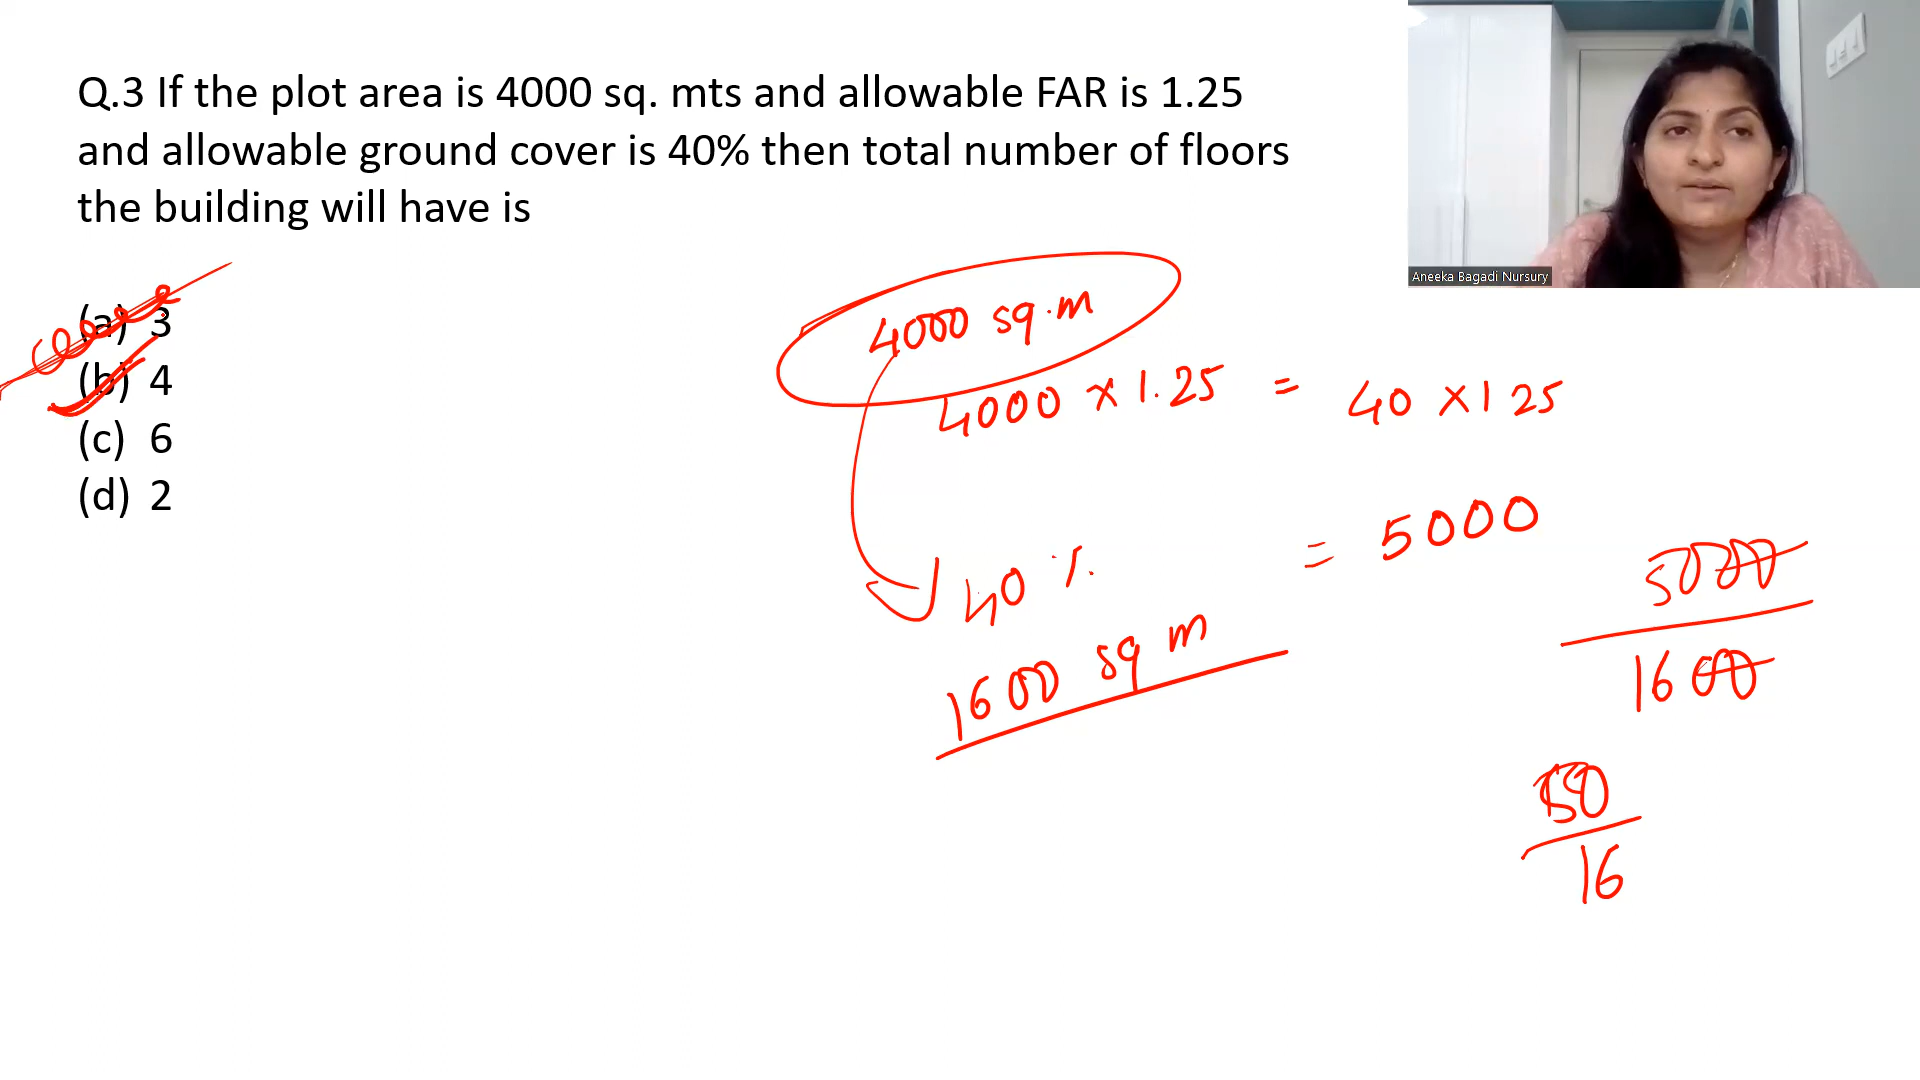 Q.3 If the plot area is 4000 sq. mts and allowable FAR is 1.25
and allowable ground cover is 40% then total number of floors
the building will have is
(a) 3
(b) 4
(c) 6
(d) 2
4000 sq.m
4000 × 1.25 = 40 × 125
= 5000
40 %
1600 sq m
5000
1600
50
16
Aneeka Bagadi Nursury